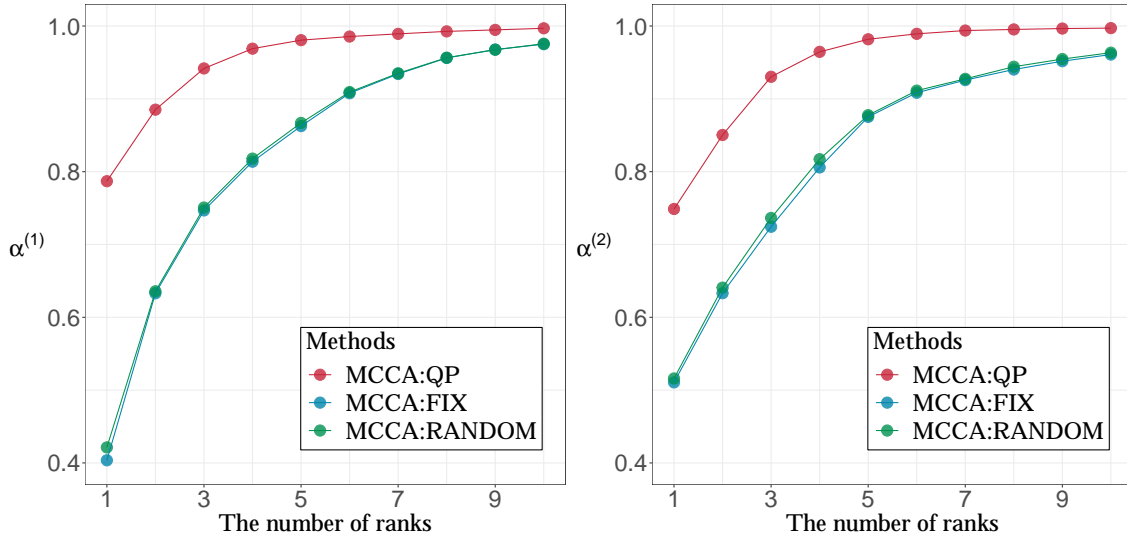 1.0
0.8
α(1)
0.6
0.4
1 3 5 7 9
The number of ranks
Methods
MCCA:QP
MCCA:FIX
MCCA:RANDOM
1.0
0.8
α(2)
0.6
0.4
1 3 5 7 9
The number of ranks
Methods
MCCA:QP
MCCA:FIX
MCCA:RANDOM